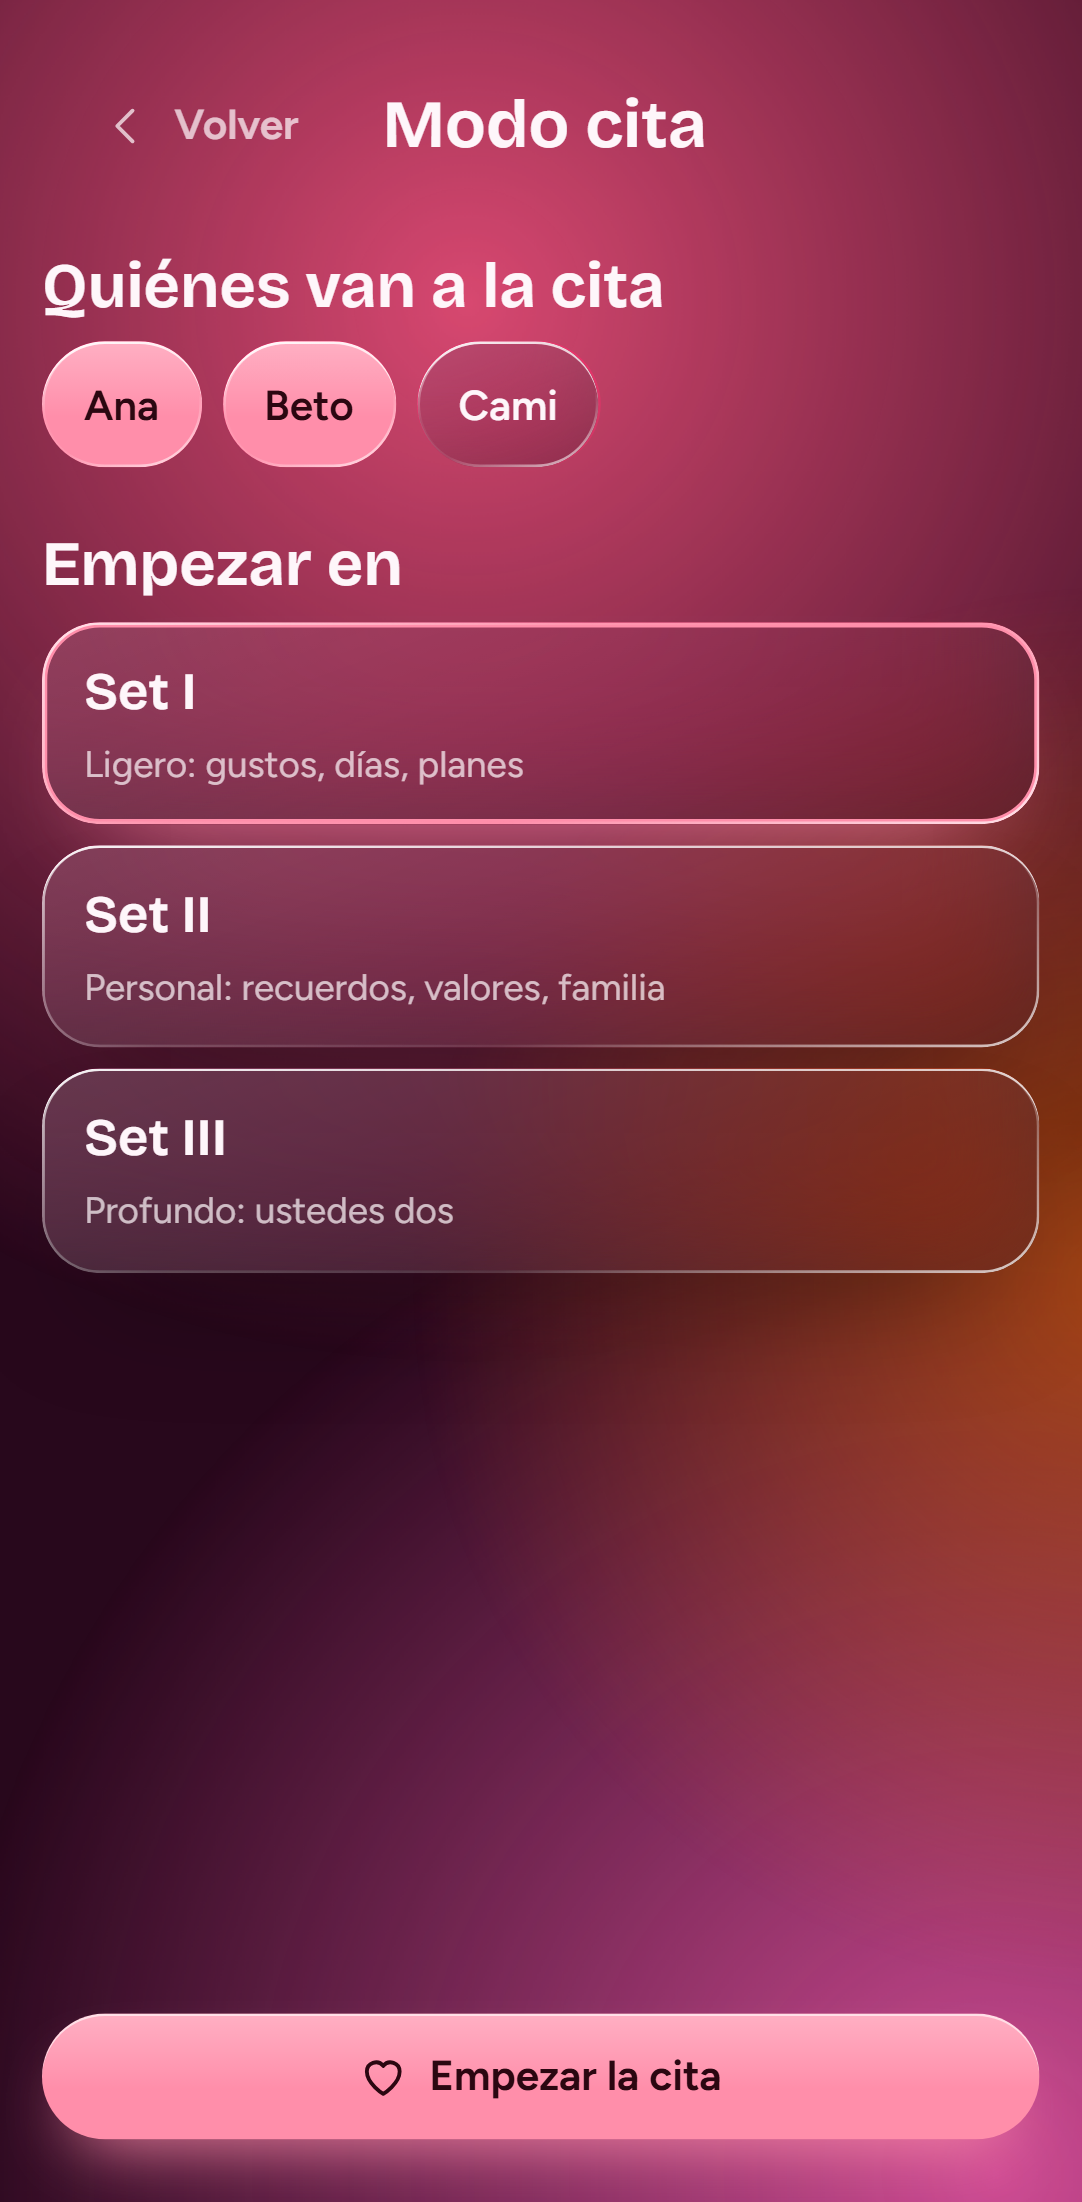 Volver
Modo cita
Quiénes van a la cita
Ana
Beto
Cami
Empezar en
Set I
Ligero: gustos, días, planes
Set II
Personal: recuerdos, valores, familia
Set III
Profundo: ustedes dos
Empezar la cita